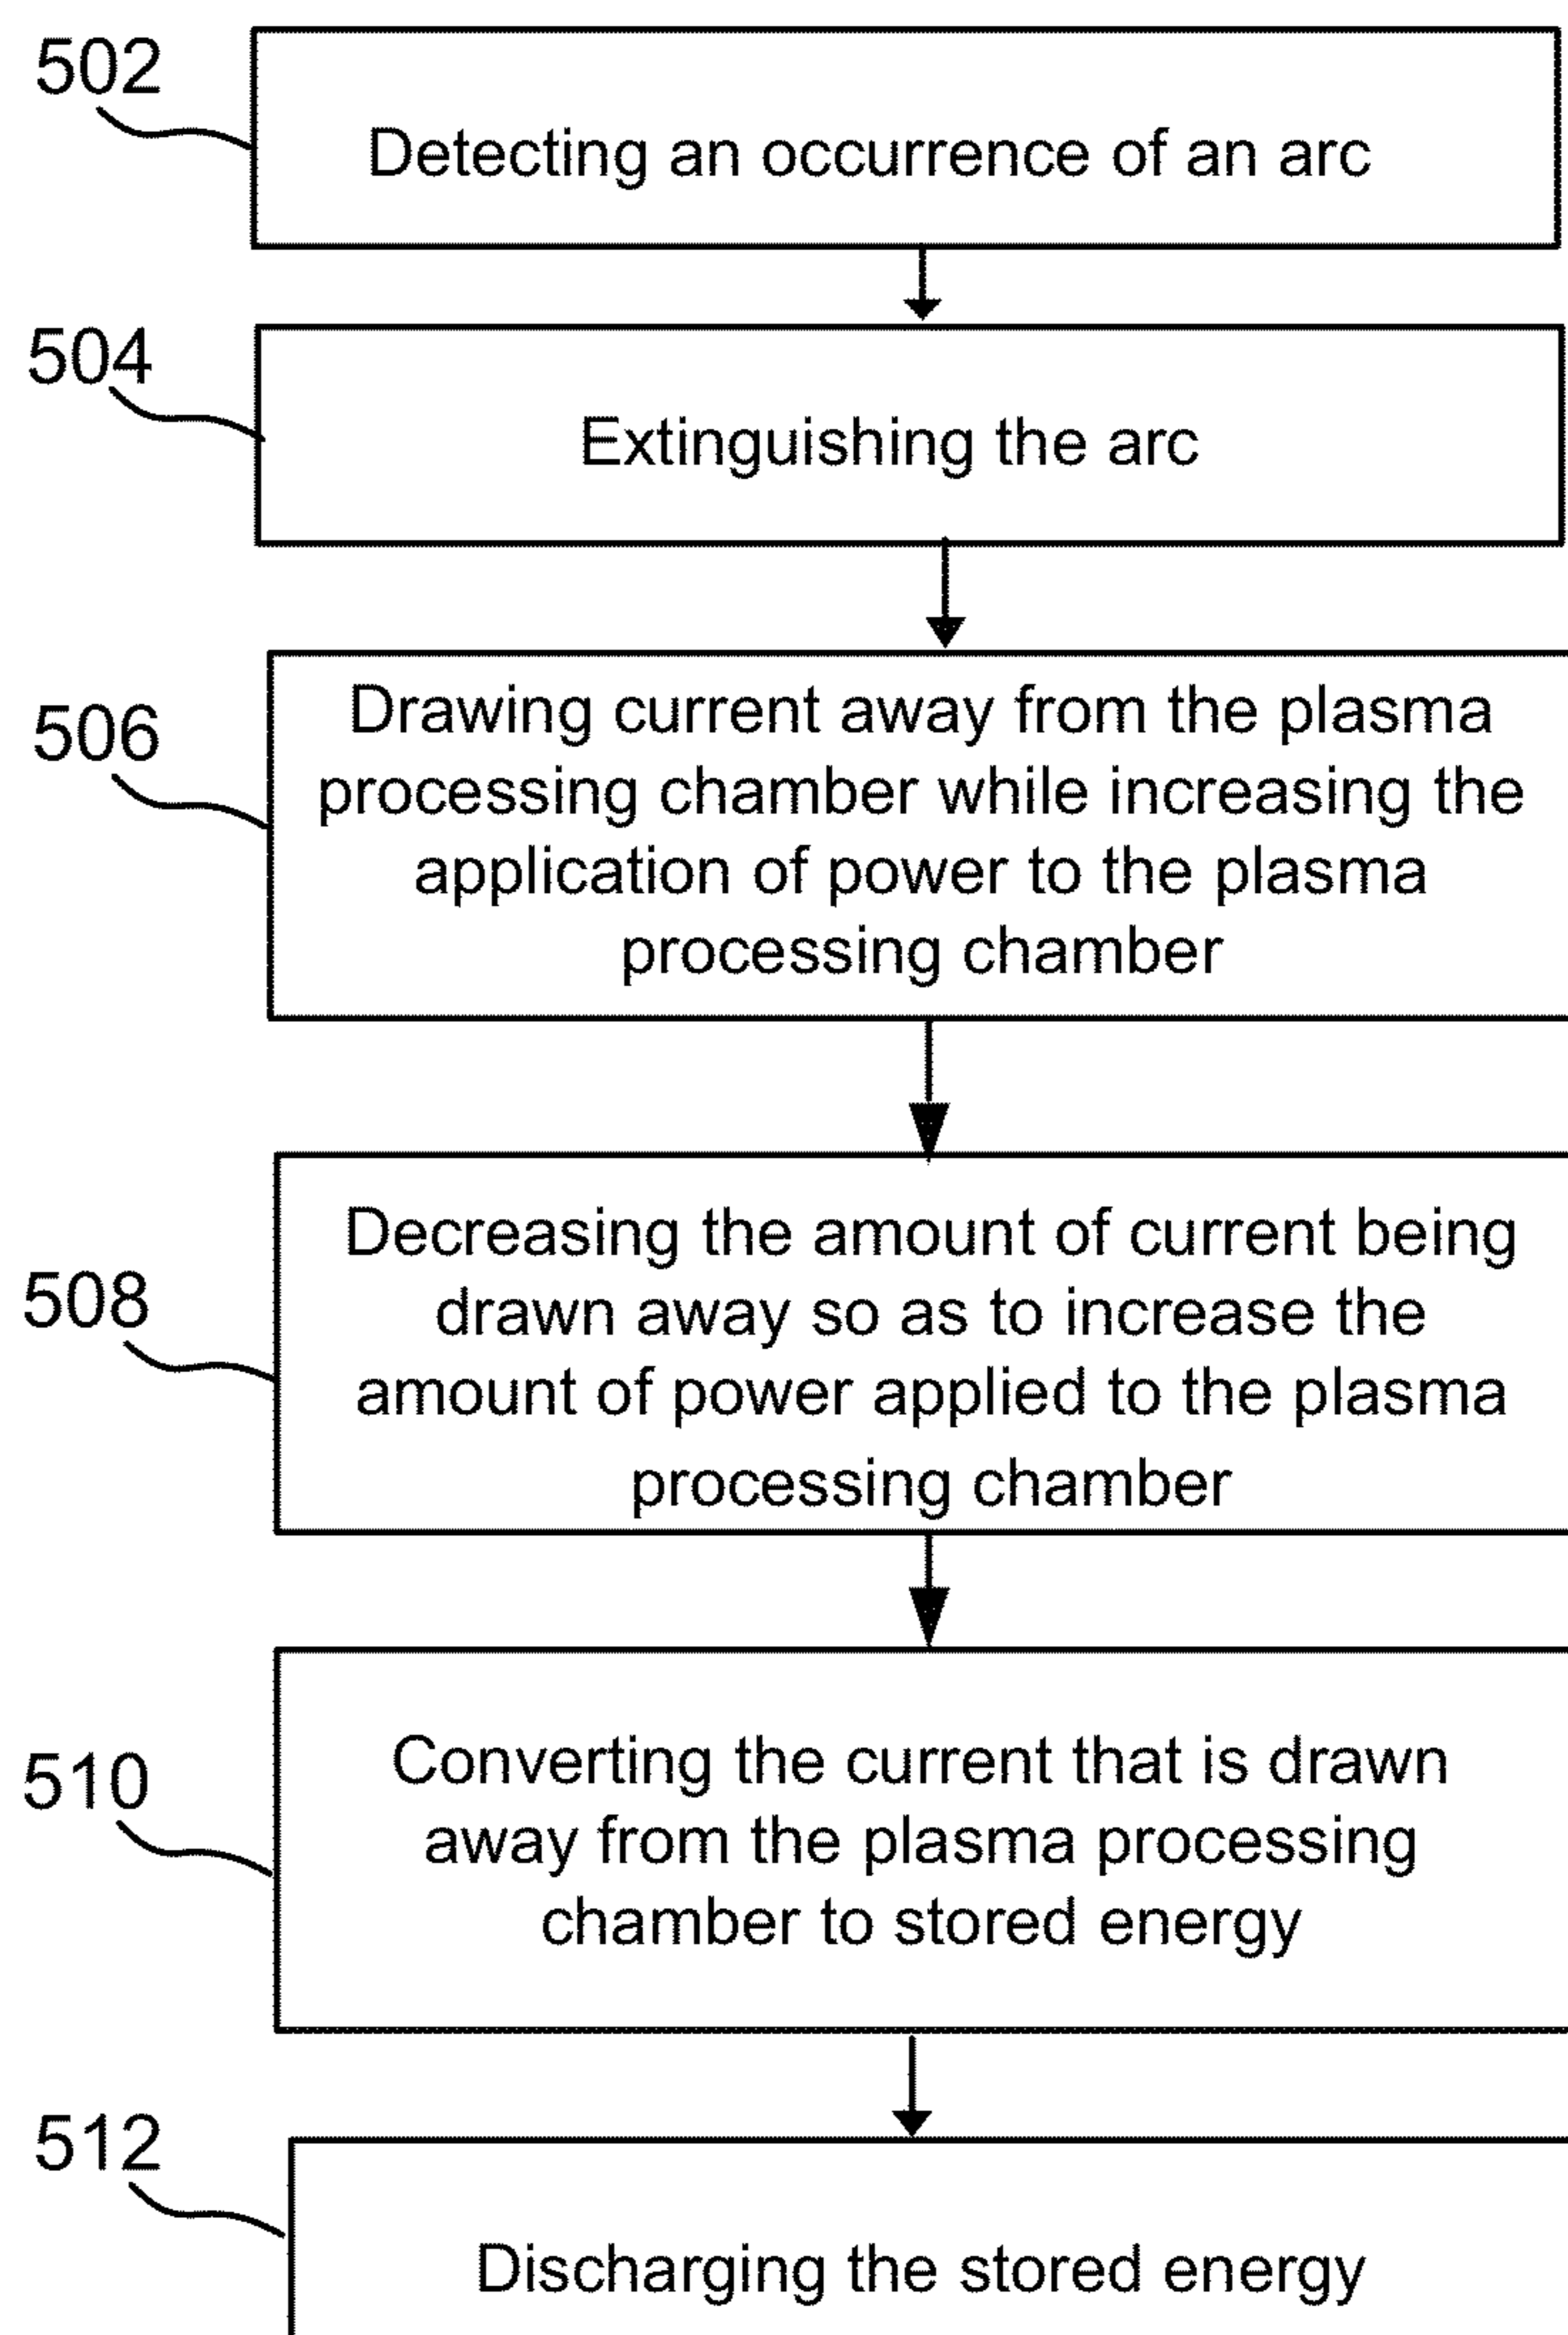 502
Detecting an occurrence of an arc
504
Extinguishing the arc
506
Drawing current away from the plasma
processing chamber while increasing the
application of power to the plasma
processing chamber
508
Decreasing the amount of current being
drawn away so as to increase the
amount of power applied to the plasma
processing chamber
510
Converting the current that is drawn
away from the plasma processing
chamber to stored energy
512
Discharging the stored energy